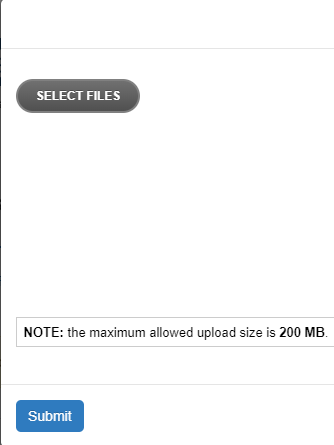 SELECT FILES
NOTE: the maximum allowed upload size is 200 MB.
Submit